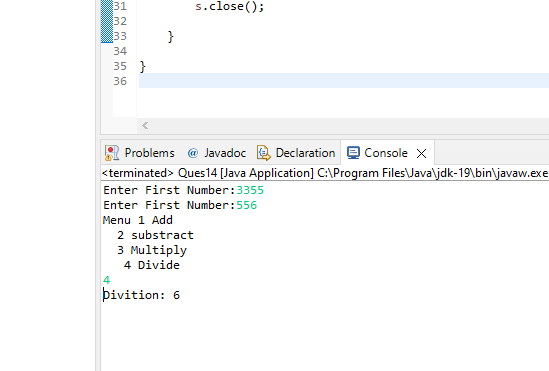 31 s.close();
32
33 }
34
35 }
36
Problems @ Javadoc Declaration Console
<terminated> Ques14 [Java Application] C:\Program Files\Java\jdk-19\bin\javaw.exe
Enter First Number:3355
Enter First Number:556
Menu 1 Add
2 substract
3 Multiply
4 Divide
4
Divition: 6